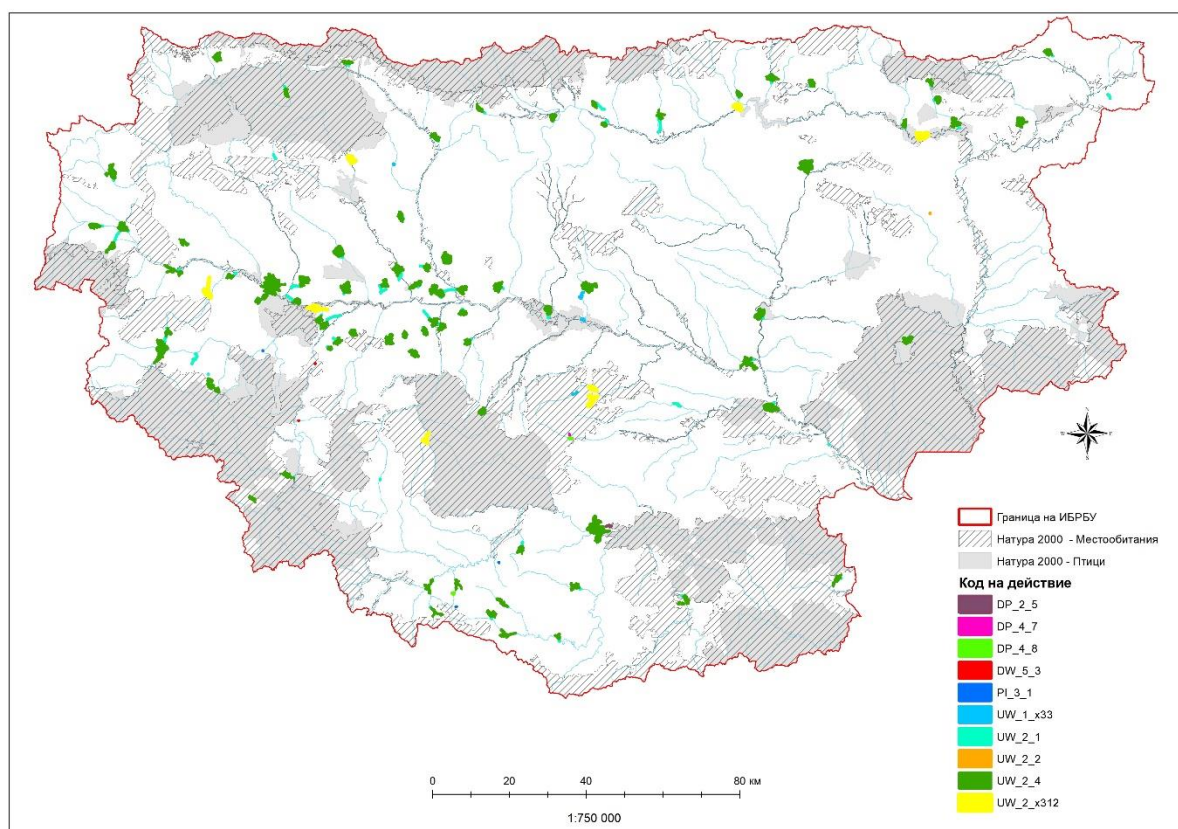 Граница на ИБРБУ
Натура 2000 - Местообитания
Натура 2000 - Птици
Код на действие
DP_2_5
DP_4_7
DP_4_8
DW_5_3
PI_3_1
UW_1_x33
UW_2_1
UW_2_2
UW_2_4
UW_2_x312
0 20 40 80 км
1:750 000